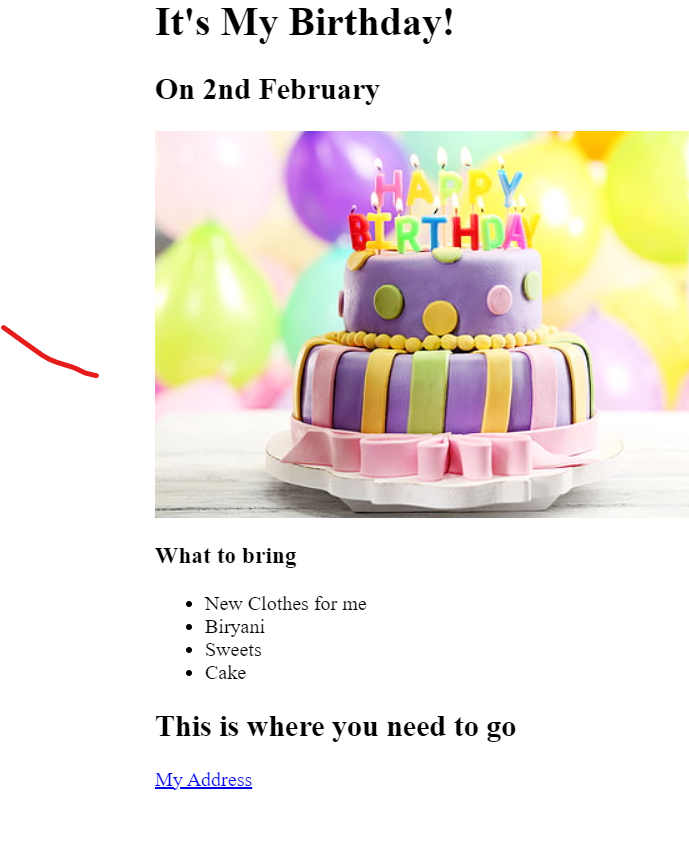 It's My Birthday!
On 2nd February
HAPPY
BIRTHDAY
What to bring
New Clothes for me
Biryani
Sweets
Cake
This is where you need to go
My Address